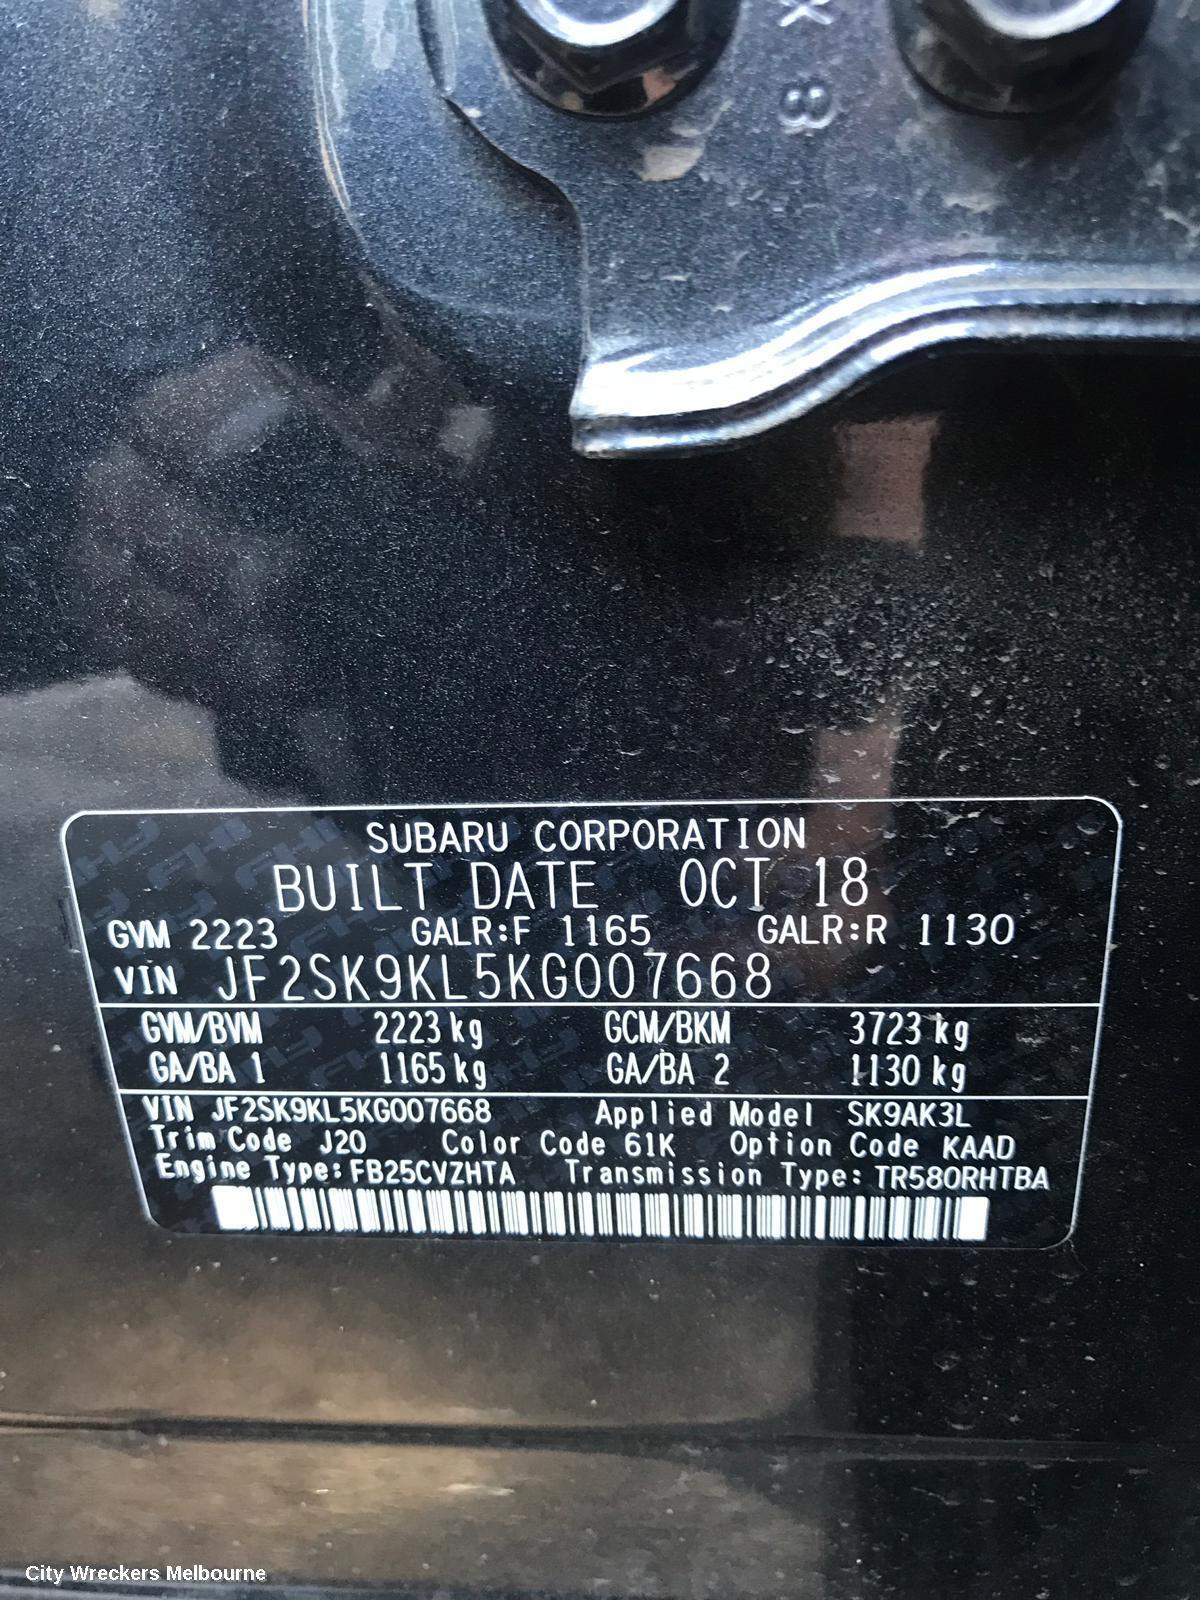 X 8
SUBARU CORPORATION
BUILT DATE OCT 18
GVM 2223 GALR:F 1165 GALR:R 1130
VIN JF2SK9KL5KG007668
GVM/BVM 2223 kg GCM/BKM 3723 kg
GA/BA 1 1165 kg GA/BA 2 1130 kg
VIN JF2SK9KL5KG007668 Applied Model SK9AK3L
Trim Code J20 Color Code 61K Option Code KAAD
Engine Type: FB25CVZHTA Transmission Type: TR580RHTBA
City Wreckers Melbourne